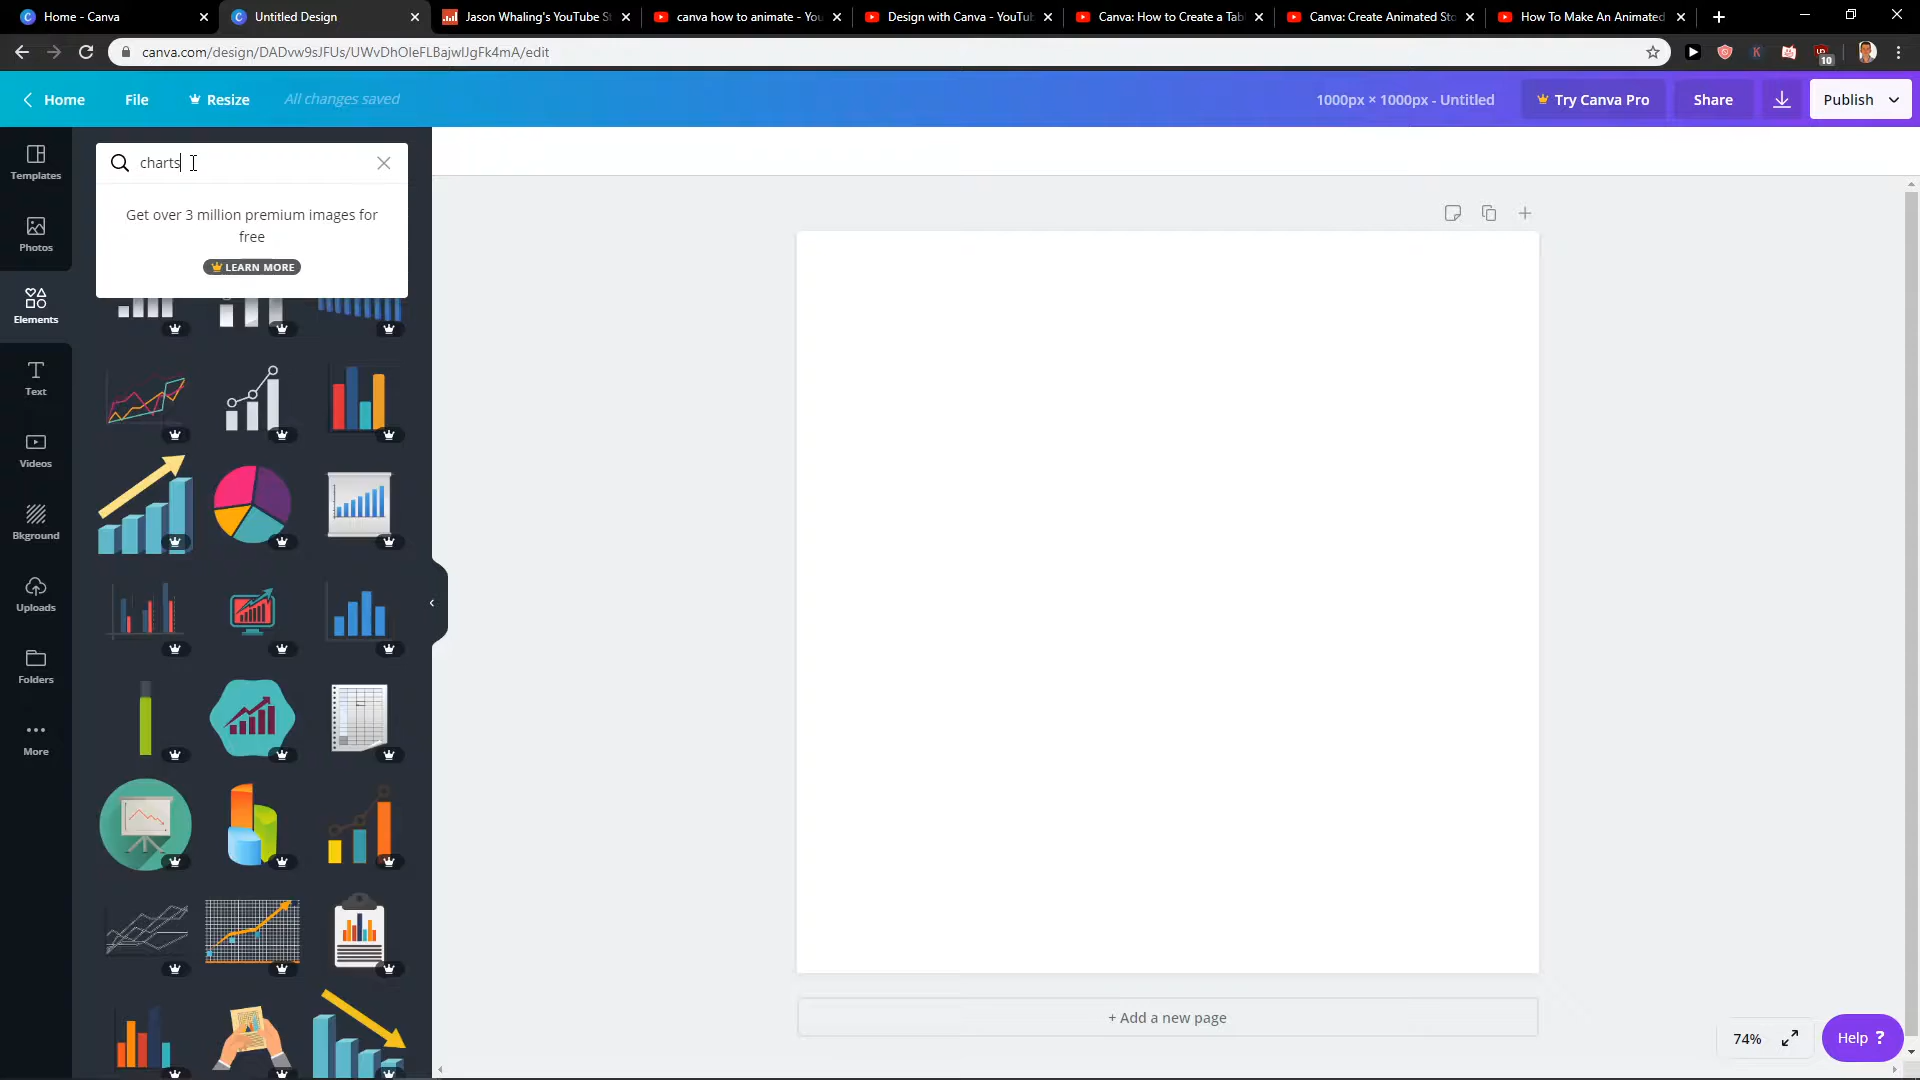 Home - Canva
Untitled Design
Jason Whaling's YouTube S
canva how to animate - You
Design with Canva - YouTu
Canva: How to Create a Tab
Canva: Create Animated Sto
How To Make An Animated
canva.com/design/DADvw9sJFUs/UWvDhOIeFLBajwlJgFk4mA/edit
10
Home
File
Resize
All changes saved
1000px × 1000px - Untitled
Try Canva Pro
Share
Publish
charts
Get over 3 million premium images for
free
LEARN MORE
Templates
Photos
Elements
Text
Videos
Bkground
Uploads
Folders
More
+ Add a new page
74%
Help ?